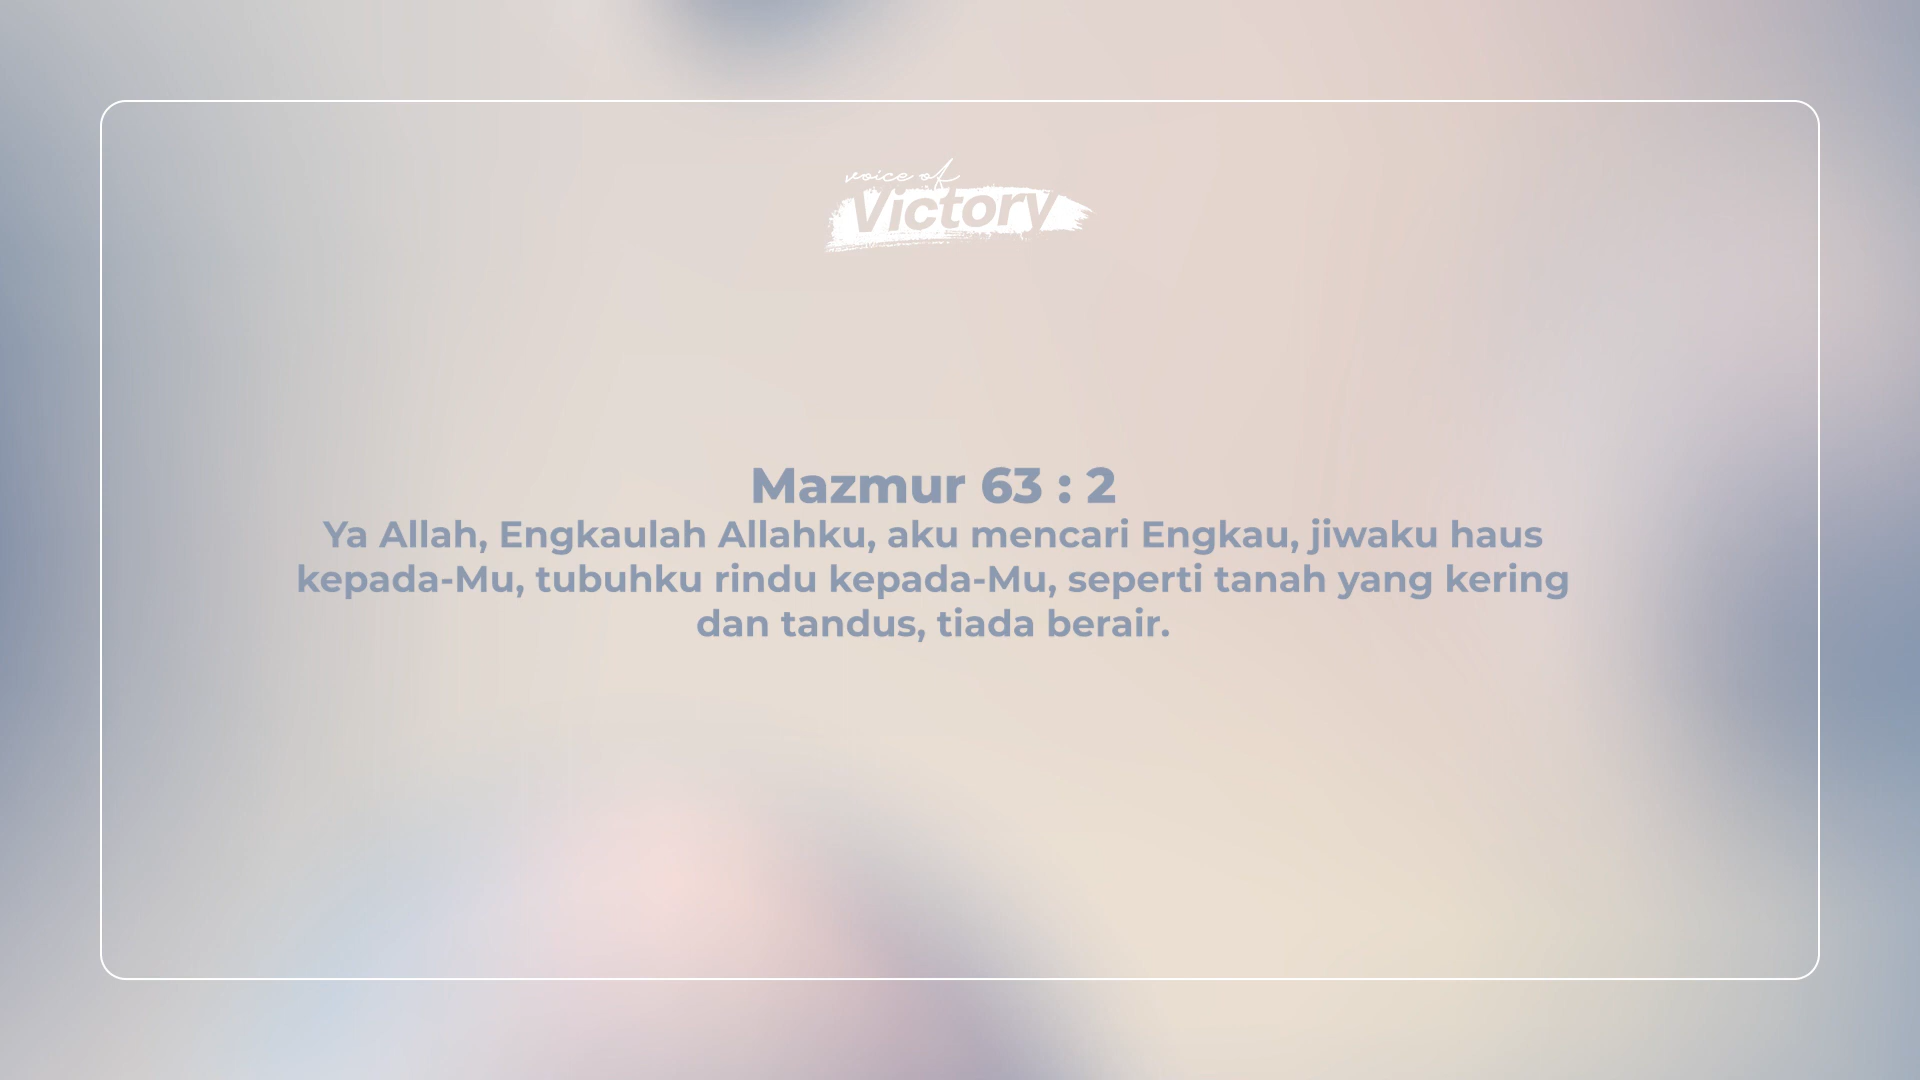 voice of
Victory
Mazmur 63 : 2
Ya Allah, Engkaulah Allahku, aku mencari Engkau, jiwaku haus
kepada-Mu, tubuhku rindu kepada-Mu, seperti tanah yang kering
dan tandus, tiada berair.